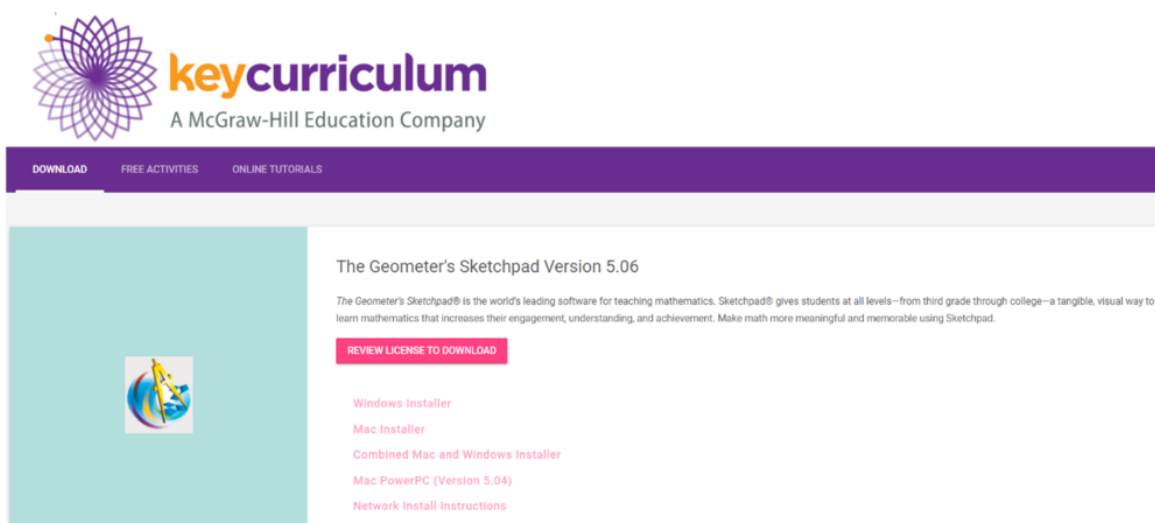 keycurriculum
A McGraw-Hill Education Company
DOWNLOAD FREE ACTIVITIES ONLINE TUTORIALS
The Geometer's Sketchpad Version 5.06
The Geometer's Sketchpad® is the world's leading software for teaching mathematics. Sketchpad® gives students at all levels—from third grade through college—a tangible, visual way to
learn mathematics that increases their engagement, understanding, and achievement. Make math more meaningful and memorable using Sketchpad.
REVIEW LICENSE TO DOWNLOAD
Windows Installer
Mac Installer
Combined Mac and Windows Installer
Mac PowerPC (Version 5.04)
Network Install Instructions